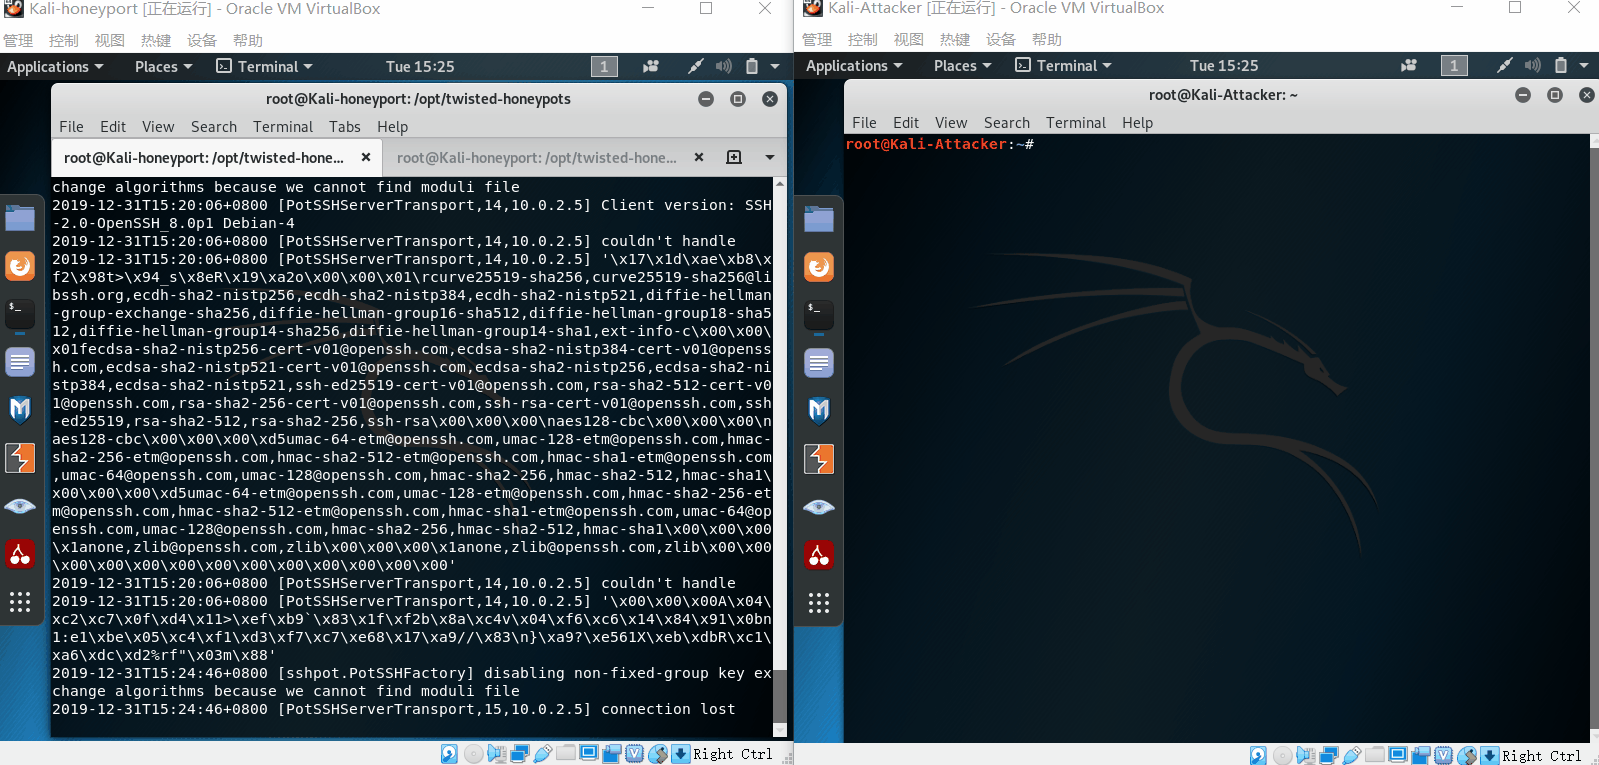 Kali-honeyport [正在运行] - Oracle VM VirtualBox
管理 控制 视图 热键 设备 帮助
Applications Places Terminal Tue 15:25 1
root@Kali-honeyport: /opt/twisted-honeypots
File Edit View Search Terminal Tabs Help
root@Kali-honeyport: /opt/twisted-hone... root@Kali-honeyport: /opt/twisted-hone...
change algorithms because we cannot find moduli file
2019-12-31T15:20:06+0800 [PotSSHServerTransport,14,10.0.2.5] Client version: SSH
-2.0-OpenSSH_8.0p1 Debian-4
2019-12-31T15:20:06+0800 [PotSSHServerTransport,14,10.0.2.5] couldn't handle
2019-12-31T15:20:06+0800 [PotSSHServerTransport,14,10.0.2.5] '\x17\x1d\xae\xb8\x
f2\x98t>\x94_s\x8eR\x19\xa2o\x00\x00\x01\rcurve25519-sha256,curve25519-sha256@li
bssh.org,ecdh-sha2-nistp256,ecdh-sha2-nistp384,ecdh-sha2-nistp521,diffie-hellman
-group-exchange-sha256,diffie-hellman-group16-sha512,diffie-hellman-group18-sha5
12,diffie-hellman-group14-sha256,diffie-hellman-group14-sha1,ext-info-c\x00\x00\
x01fecdsa-sha2-nistp256-cert-v01@openssh.com,ecdsa-sha2-nistp384-cert-v01@openss
h.com,ecdsa-sha2-nistp521-cert-v01@openssh.com,ecdsa-sha2-nistp256,ecdsa-sha2-ni
stp384,ecdsa-sha2-nistp521,ssh-ed25519-cert-v01@openssh.com,rsa-sha2-512-cert-v0
1@openssh.com,rsa-sha2-256-cert-v01@openssh.com,ssh-rsa-cert-v01@openssh.com,ssh
-ed25519,rsa-sha2-512,rsa-sha2-256,ssh-rsa\x00\x00\x00\naes128-cbc\x00\x00\x00\n
aes128-cbc\x00\x00\x00\xd5umac-64-etm@openssh.com,umac-128-etm@openssh.com,hmac-
sha2-256-etm@openssh.com,hmac-sha2-512-etm@openssh.com,hmac-sha1-etm@openssh.com
,umac-64@openssh.com,umac-128@openssh.com,hmac-sha2-256,hmac-sha2-512,hmac-sha1\
x00\x00\x00\xd5umac-64-etm@openssh.com,umac-128-etm@openssh.com,hmac-sha2-256-et
m@openssh.com,hmac-sha2-512-etm@openssh.com,hmac-sha1-etm@openssh.com,umac-64@op
enssh.com,umac-128@openssh.com,hmac-sha2-256,hmac-sha2-512,hmac-sha1\x00\x00\x00
\x1anone,zlib@openssh.com,zlib\x00\x00\x00\x1anone,zlib@openssh.com,zlib\x00\x00
\x00\x00\x00\x00\x00\x00\x00\x00\x00\x00\x00'
2019-12-31T15:20:06+0800 [PotSSHServerTransport,14,10.0.2.5] couldn't handle
2019-12-31T15:20:06+0800 [PotSSHServerTransport,14,10.0.2.5] '\x00\x00\x00A\x04\
xc2\xc7\x0f\xd4\x11>\xef\xb9`\x83\x1f\xf2b\x8a\xc4v\x04\xf6\xc6\x14\x84\x91\x0bn
1:e1\xbe\x05\xc4\xf1\xd3\xf7\xc7\xe68\x17\xa9//\x83\n}\xa9?\xe561X\xeb\xdbR\xc1\
xa6\xdc\xd2%rf"\x03m\x88'
2019-12-31T15:24:46+0800 [sshpot.PotSSHFactory] disabling non-fixed-group key ex
change algorithms because we cannot find moduli file
2019-12-31T15:24:46+0800 [PotSSHServerTransport,15,10.0.2.5] connection lost
Right Ctrl
Kali-Attacker [正在运行] - Oracle VM VirtualBox
管理 控制 视图 热键 设备 帮助
Applications Places Terminal Tue 15:25 1
root@Kali-Attacker: ~
File Edit View Search Terminal Help
root@Kali-Attacker:~#
Right Ctrl